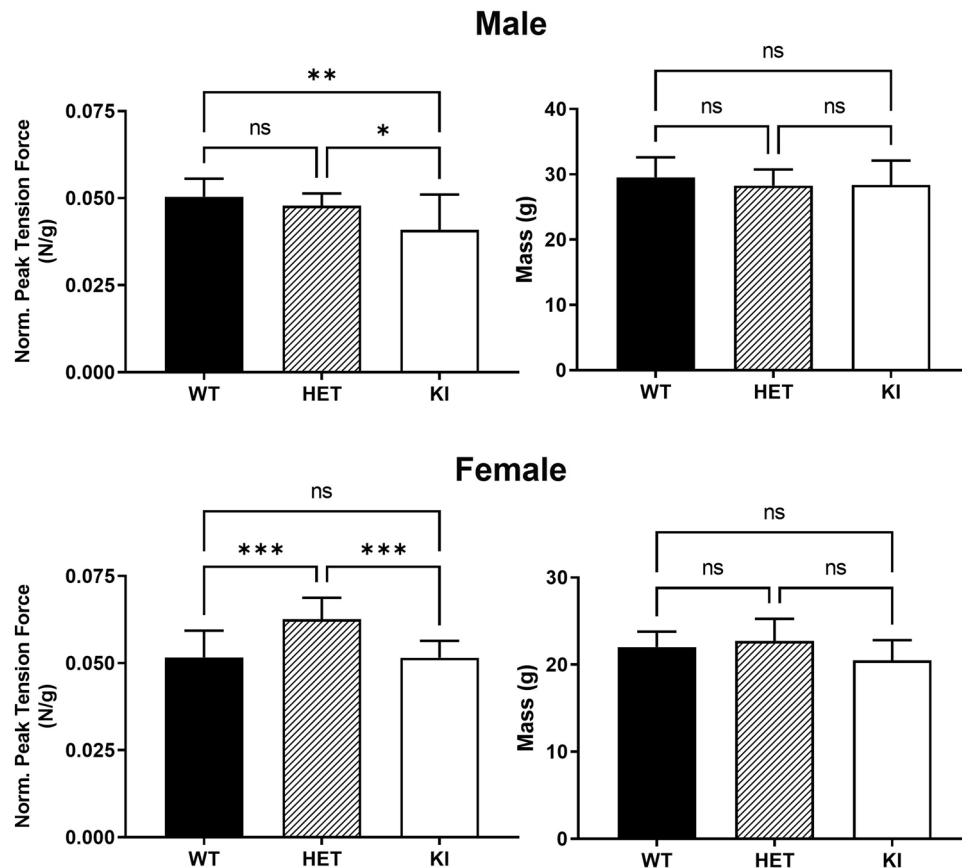 Male
**
ns
*
0.075
0.050
0.025
0.000
Norm. Peak Tension Force
(N/g)
WT HET KI
ns
ns
ns
40
30
20
10
0
Mass (g)
WT HET KI
Female
ns
***
***
0.075
0.050
0.025
0.000
Norm. Peak Tension Force
(N/g)
WT HET KI
ns
ns
ns
30
20
10
0
Mass (g)
WT HET KI